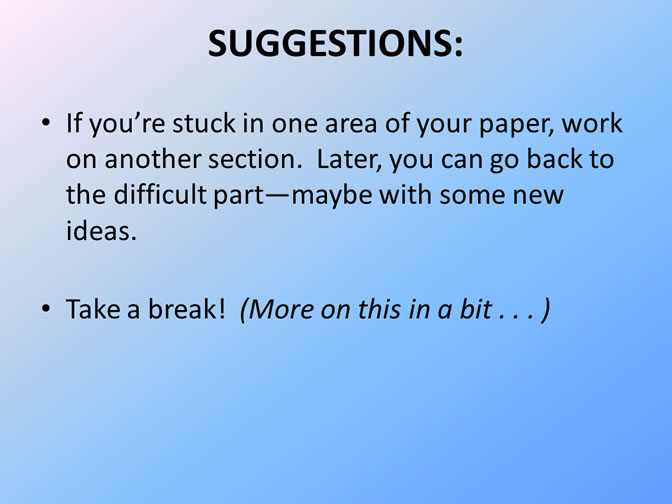 SUGGESTIONS:
• If you’re stuck in one area of your paper, work
on another section.  Later, you can go back to
the difficult part—maybe with some new
ideas.
• Take a break!  (More on this in a bit . . . )